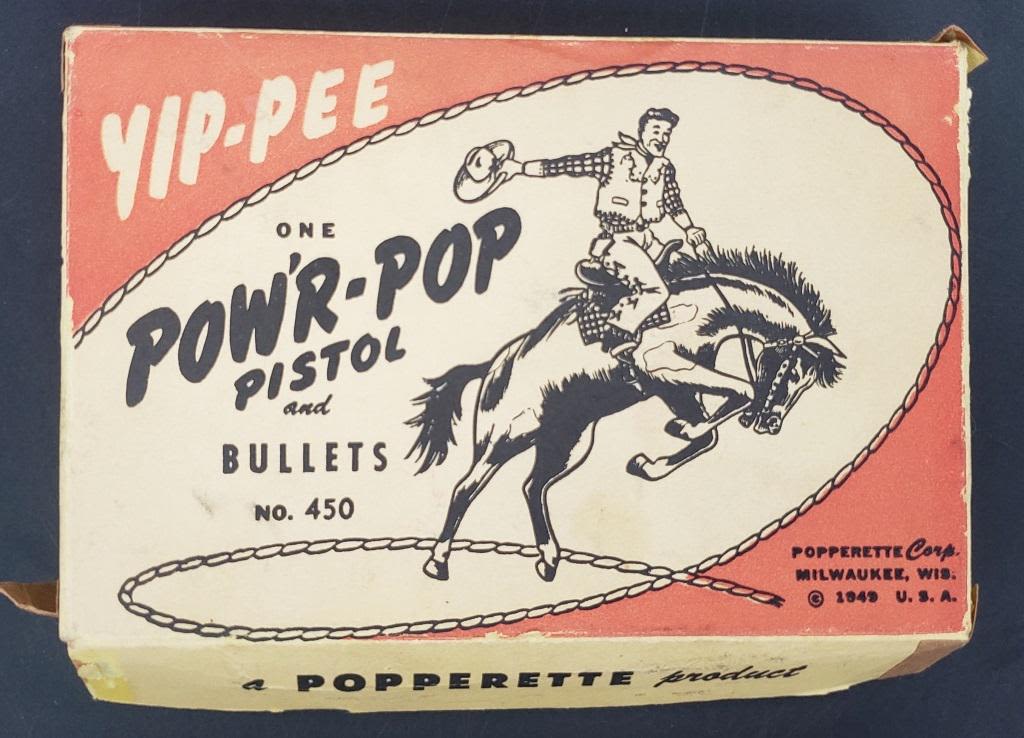 YIP-PEE
ONE
POW'R-POP
PISTOL
and
BULLETS
NO. 450
POPPERETTE Corp.
MILWAUKEE, WIS.
© 1949 U.S.A.
a POPPERETTE product